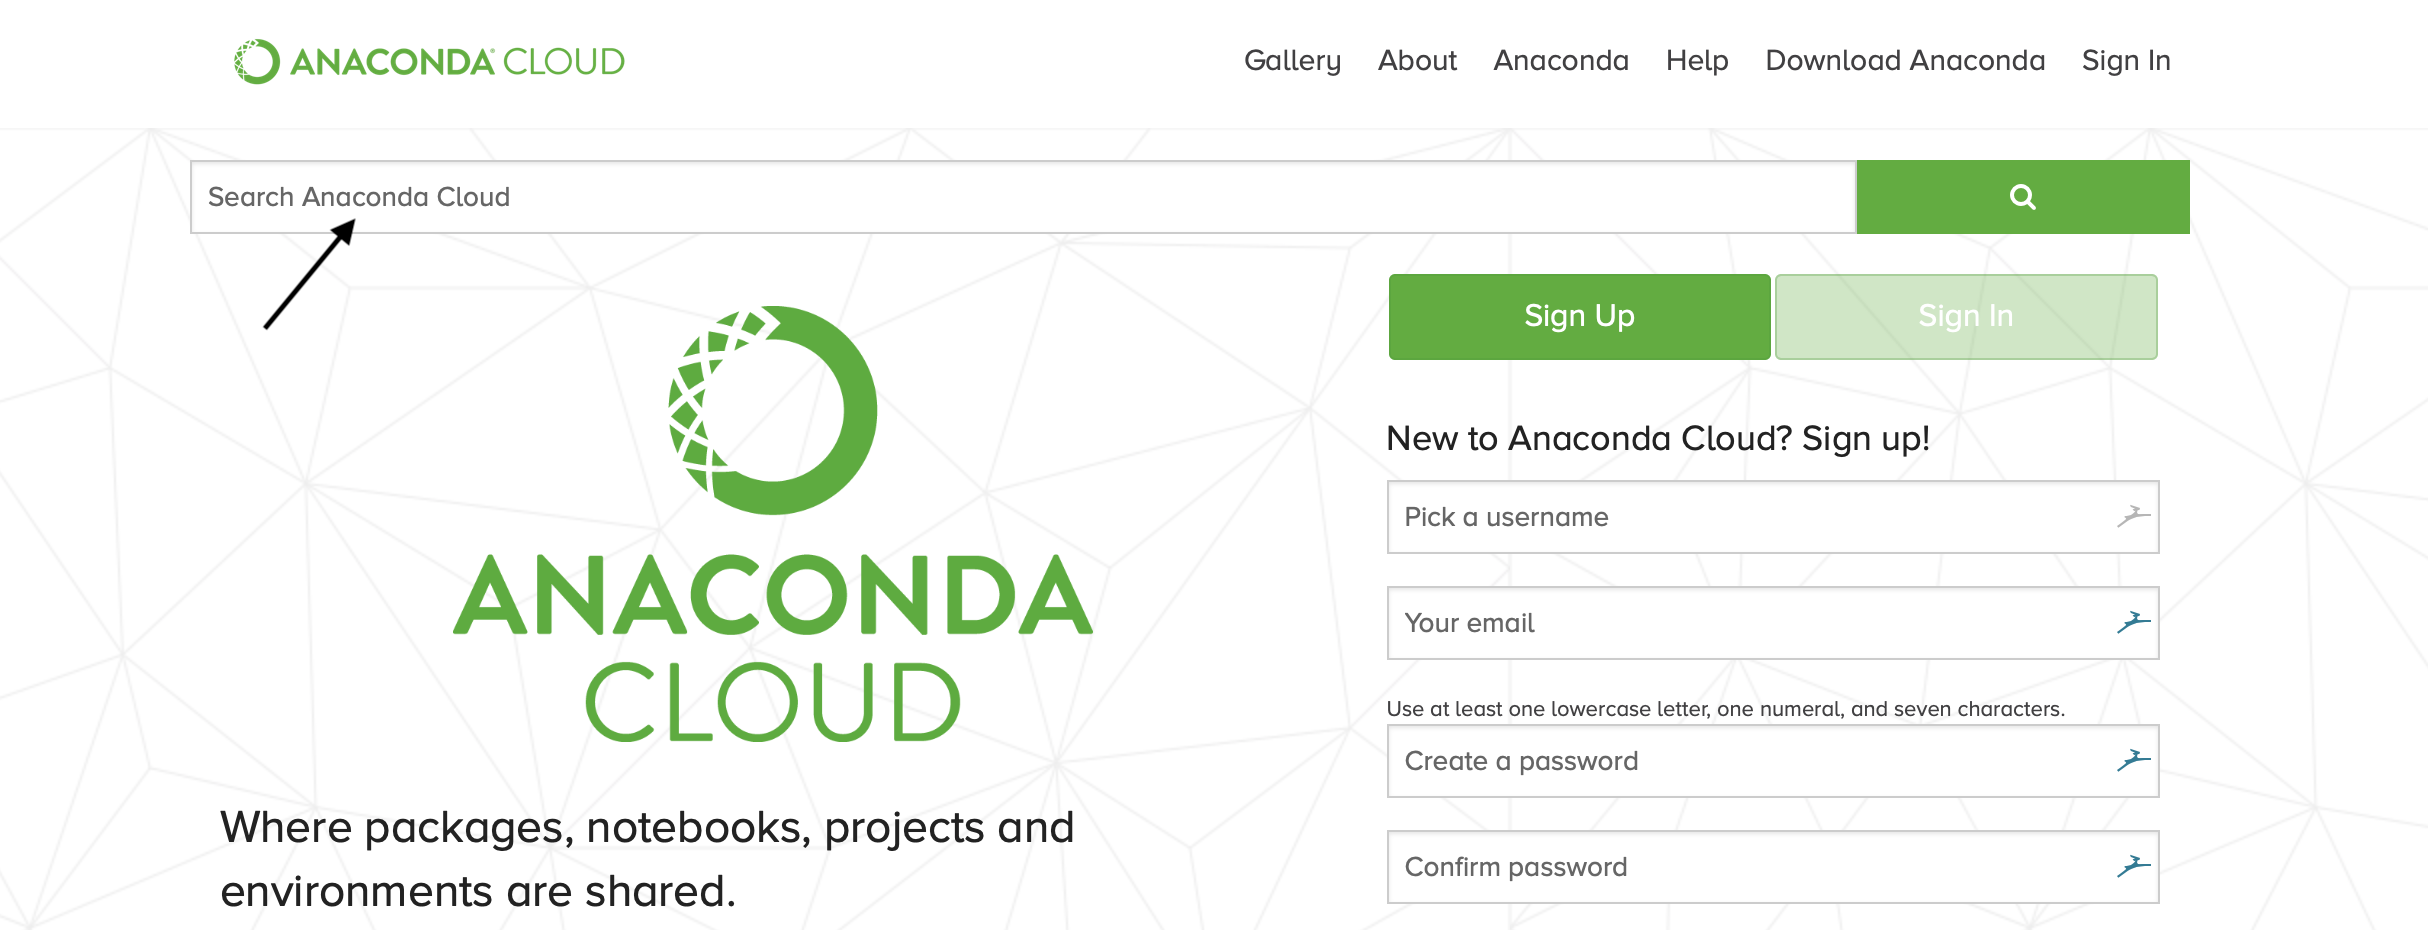 ANACONDA® CLOUD
Gallery About Anaconda Help Download Anaconda Sign In
Search Anaconda Cloud
Sign Up Sign In
ANACONDA
CLOUD
Where packages, notebooks, projects and
environments are shared.
New to Anaconda Cloud? Sign up!
Pick a username
Your email
Use at least one lowercase letter, one numeral, and seven characters.
Create a password
Confirm password